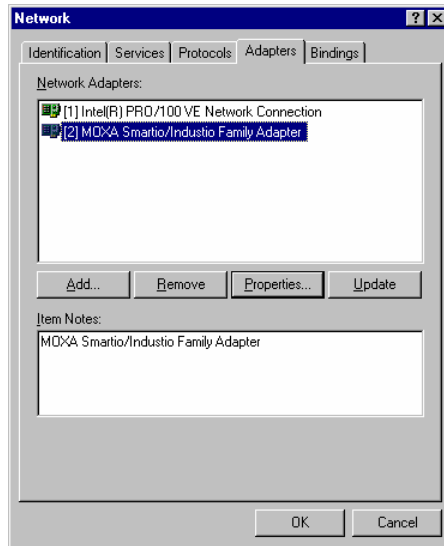 Network
Identification Services Protocols Adapters Bindings
Network Adapters:
[1] Intel(R) PRO/100 VE Network Connection
[2] MOXA Smartio/Industio Family Adapter
Add... Remove Properties... Update
Item Notes:
MOXA Smartio/Industio Family Adapter
OK Cancel